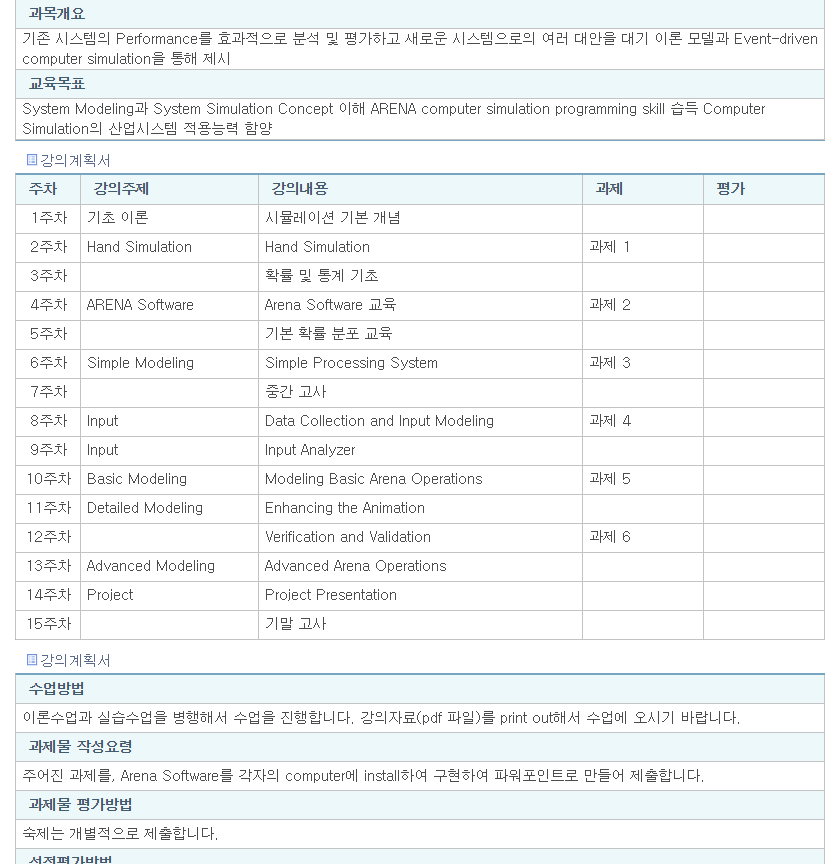 과목개요
기존 시스템의 Performance를 효과적으로 분석 및 평가하고 새로운 시스템으로의 여러 대안을 대기 이론 모델과 Event-driven
computer simulation을 통해 제시
교육목표
System Modeling과 System Simulation Concept 이해 ARENA computer simulation programming skill 습득 Computer
Simulation의 산업시스템 적용능력 함양
강의계획서
주차 강의주제 강의내용 과제 평가
1주차 기초 이론 시뮬레이션 기본 개념
2주차 Hand Simulation Hand Simulation 과제 1
3주차 확률 및 통계 기초
4주차 ARENA Software Arena Software 교육 과제 2
5주차 기본 확률 분포 교육
6주차 Simple Modeling Simple Processing System 과제 3
7주차 중간 고사
8주차 Input Data Collection and Input Modeling 과제 4
9주차 Input Input Analyzer
10주차 Basic Modeling Modeling Basic Arena Operations 과제 5
11주차 Detailed Modeling Enhancing the Animation
12주차 Verification and Validation 과제 6
13주차 Advanced Modeling Advanced Arena Operations
14주차 Project Project Presentation
15주차 기말 고사
강의계획서
수업방법
이론수업과 실습수업을 병행해서 수업을 진행합니다. 강의자료(pdf 파일)를 print out해서 수업에 오시기 바랍니다.
과제물 작성요령
주어진 과제를, Arena Software를 각자의 computer에 install하여 구현하여 파워포인트로 만들어 제출합니다.
과제물 평가방법
숙제는 개별적으로 제출합니다.
성적평가방법